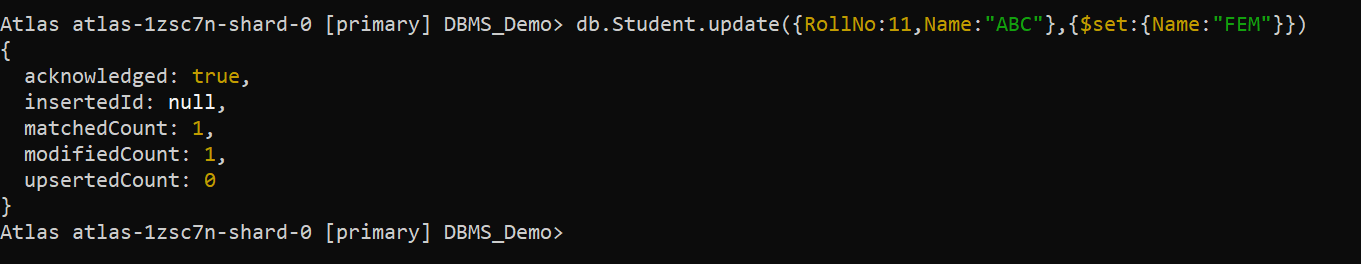 Atlas atlas-1zsc7n-shard-0 [primary] DBMS_Demo> db.Student.update({RollNo:11,Name:"ABC"},{$set:{Name:"FEM"}})
{
  acknowledged: true,
  insertedId: null,
  matchedCount: 1,
  modifiedCount: 1,
  upsertedCount: 0
}
Atlas atlas-1zsc7n-shard-0 [primary] DBMS_Demo>